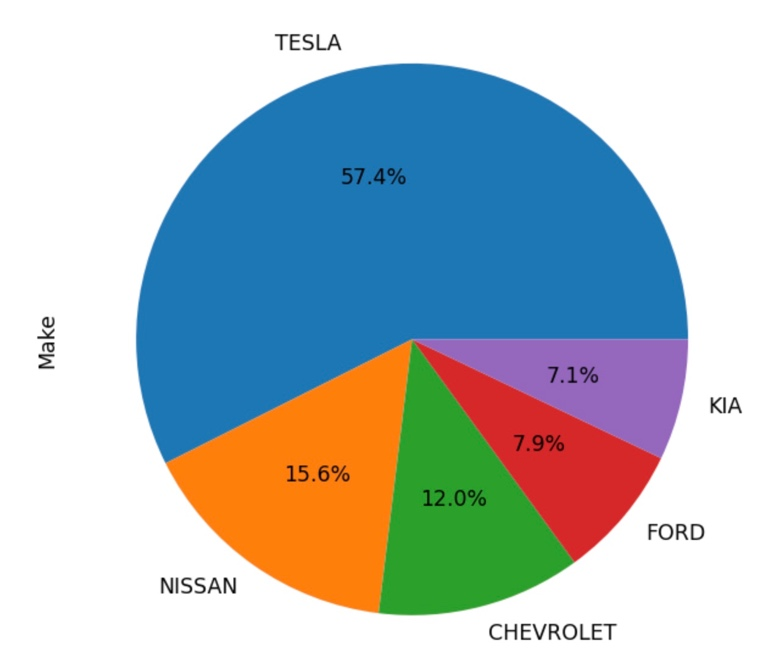 TESLA
57.4%
Make
7.1%
KIA
7.9%
15.6%
12.0%
FORD
NISSAN
CHEVROLET